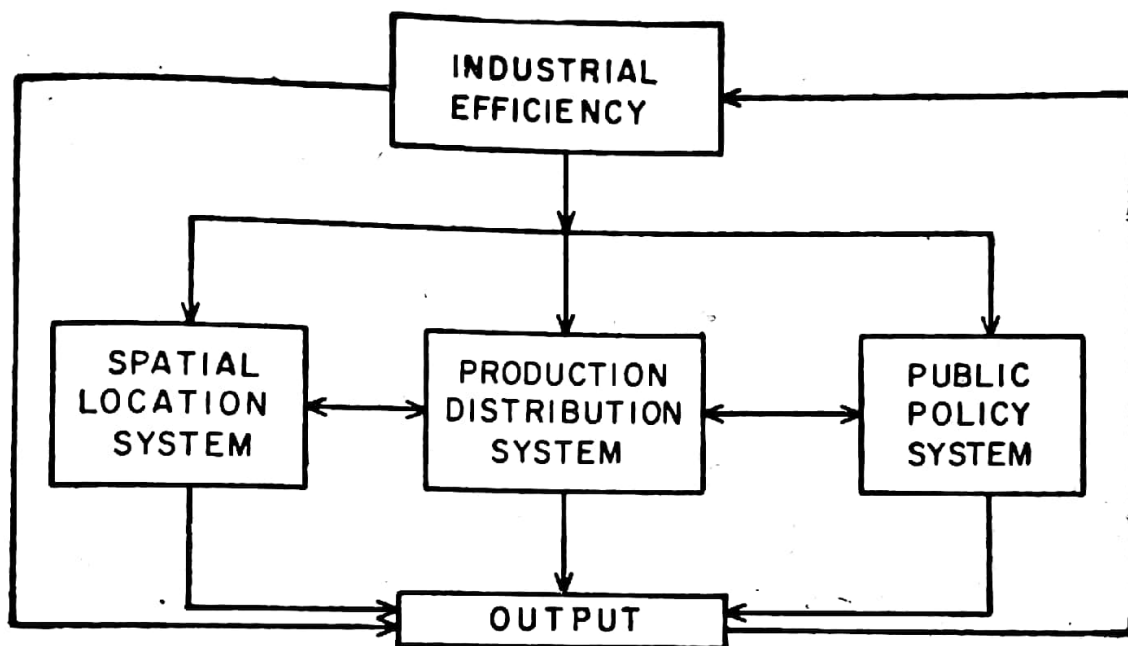 INDUSTRIAL
EFFICIENCY
SPATIAL
LOCATION
SYSTEM
PRODUCTION
DISTRIBUTION
SYSTEM
PUBLIC
POLICY
SYSTEM
OUTPUT